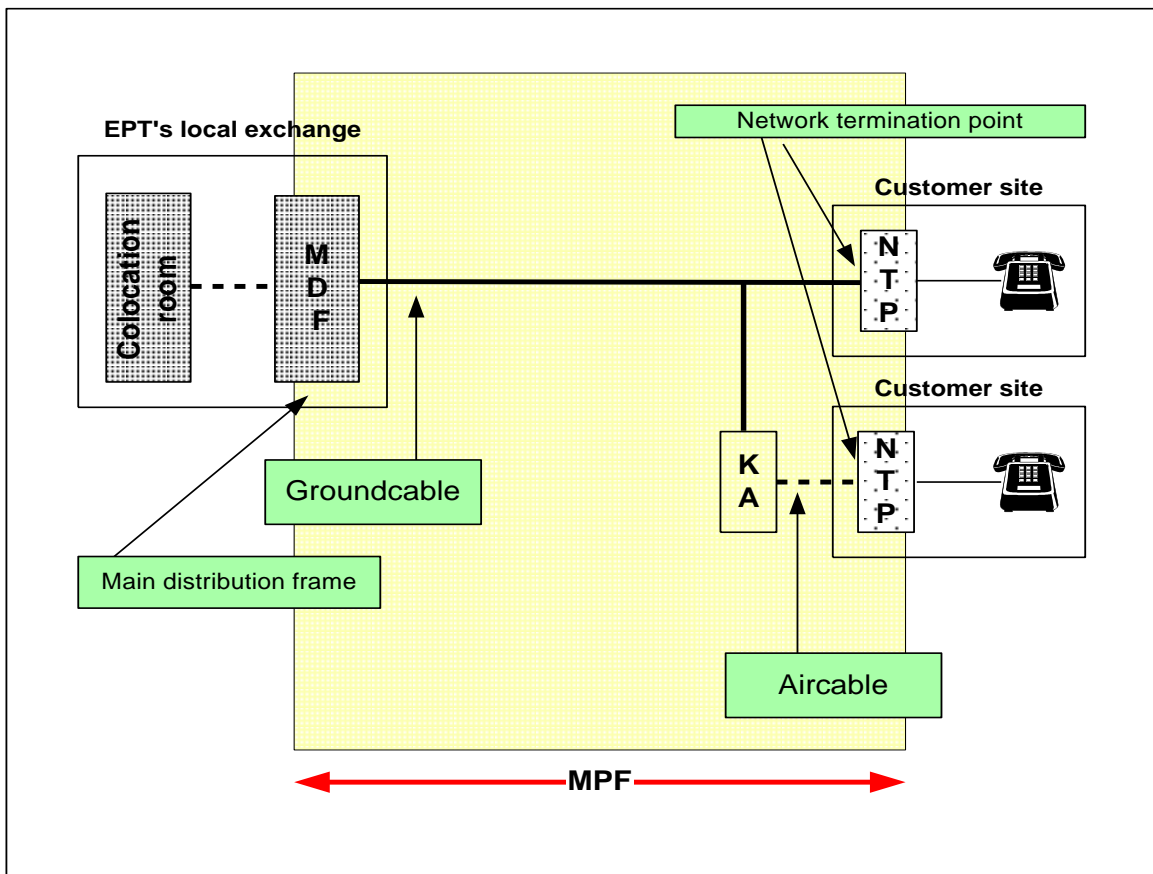 EPT's local exchange
Network termination point
Customer site
Colocation
room
M
D
F
N
T
P
Customer site
K
A
N
T
P
Groundcable
Main distribution frame
Aircable
MPF